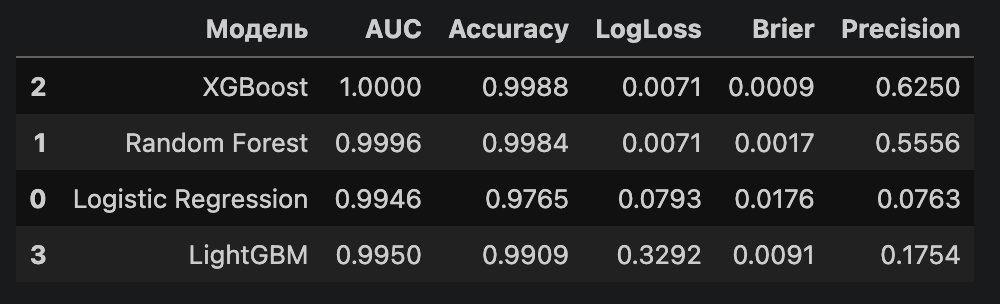 Модель AUC Accuracy LogLoss Brier Precision
2 XGBoost 1.0000 0.9988 0.0071 0.0009 0.6250
1 Random Forest 0.9996 0.9984 0.0071 0.0017 0.5556
0 Logistic Regression 0.9946 0.9765 0.0793 0.0176 0.0763
3 LightGBM 0.9950 0.9909 0.3292 0.0091 0.1754